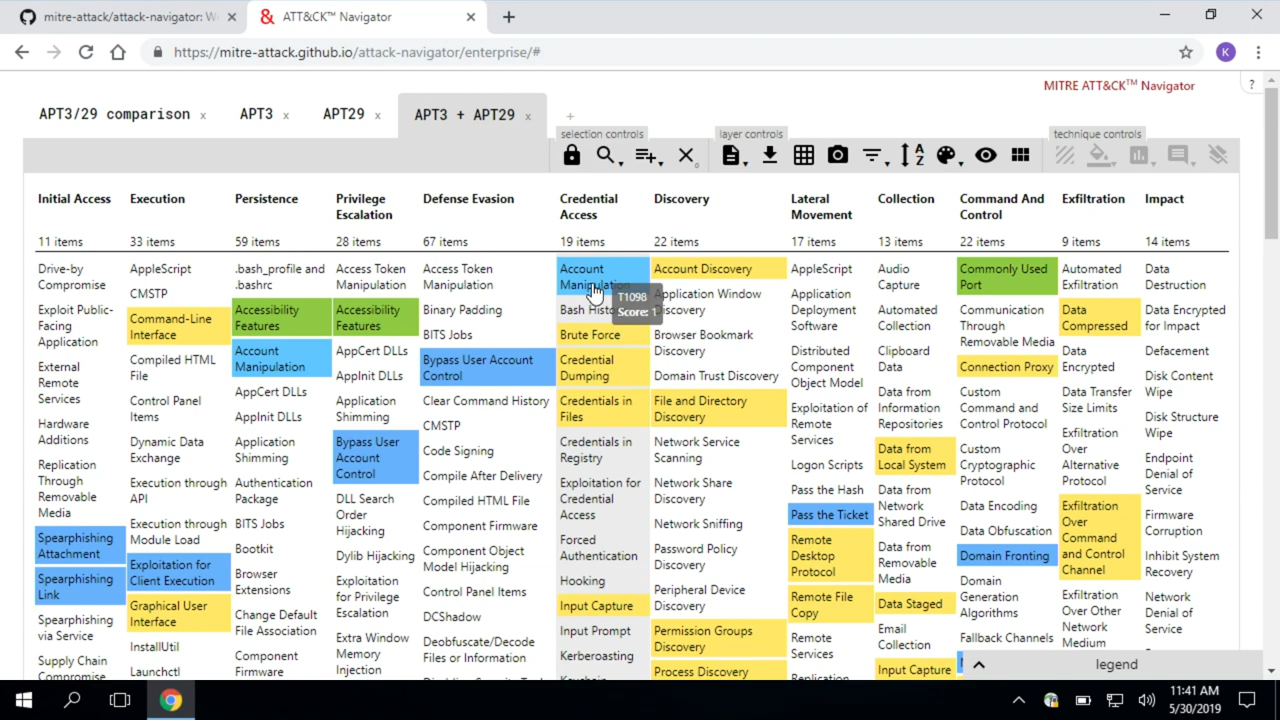 mitre-attack/attack-navigator: W
ATT&CK™ Navigator
https://mitre-attack.github.io/attack-navigator/enterprise/#
K
MITRE ATT&CK™ Navigator
?
APT3/29 comparison x
APT3 x
APT29 x
APT3 + APT29 x
+
selection controls
layer controls
technique controls
Initial Access
11 items
Drive-by
Compromise
Exploit Public-
Facing
Application
External
Remote
Services
Hardware
Additions
Replication
Through
Removable
Media
Spearphishing
Attachment
Spearphishing
Link
Spearphishing
via Service
Supply Chain
Compromise
Execution
33 items
AppleScript
CMSTP
Command-Line
Interface
Compiled HTML
File
Control Panel
Items
Dynamic Data
Exchange
Execution through
API
Execution through
Module Load
Exploitation for
Client Execution
Graphical User
Interface
InstallUtil
Launchctl
Persistence
59 items
.bash_profile and
.bashrc
Accessibility
Features
Account
Manipulation
AppCert DLLs
AppInit DLLs
Application
Shimming
Authentication
Package
BITS Jobs
Bootkit
Browser
Extensions
Change Default
File Association
Component
Firmware
Privilege
Escalation
28 items
Access Token
Manipulation
Accessibility
Features
AppCert DLLs
AppInit DLLs
Application
Shimming
Bypass User
Account
Control
DLL Search
Order
Hijacking
Dylib Hijacking
Exploitation
for Privilege
Escalation
Extra Window
Memory
Injection
Defense Evasion
67 items
Access Token
Manipulation
Binary Padding
BITS Jobs
Bypass User Account
Control
Clear Command History
CMSTP
Code Signing
Compile After Delivery
Compiled HTML File
Component Firmware
Component Object
Model Hijacking
Control Panel Items
DCShadow
Deobfuscate/Decode
Files or Information
Credential
Access
19 items
Account
Manipulation
T1098
Score: 1
Bash Histo
Brute Force
Credential
Dumping
Credentials in
Files
Credentials in
Registry
Exploitation for
Credential
Access
Forced
Authentication
Hooking
Input Capture
Input Prompt
Kerberoasting
Keychain
Discovery
22 items
Account Discovery
Application Window
Discovery
Browser Bookmark
Discovery
Domain Trust Discovery
File and Directory
Discovery
Network Service
Scanning
Network Share
Discovery
Network Sniffing
Password Policy
Discovery
Peripheral Device
Discovery
Permission Groups
Discovery
Process Discovery
Lateral
Movement
17 items
AppleScript
Application
Deployment
Software
Distributed
Component
Object Model
Exploitation of
Remote
Services
Logon Scripts
Pass the Hash
Pass the Ticket
Remote
Desktop
Protocol
Remote File
Copy
Remote
Services
Replication
Collection
13 items
Audio
Capture
Automated
Collection
Clipboard
Data
Data from
Information
Repositories
Data from
Local System
Data from
Network
Shared Drive
Data from
Removable
Media
Data Staged
Email
Collection
Input Capture
Command And
Control
22 items
Commonly Used
Port
Communication
Through
Removable Media
Connection Proxy
Custom
Command and
Control Protocol
Custom
Cryptographic
Protocol
Data Encoding
Data Obfuscation
Domain Fronting
Domain
Generation
Algorithms
Fallback Channels
Exfiltration
9 items
Automated
Exfiltration
Data
Compressed
Data
Encrypted
Data Transfer
Size Limits
Exfiltration
Over
Alternative
Protocol
Exfiltration
Over
Command
and Control
Channel
Exfiltration
Over Other
Network
Medium
Impact
14 items
Data
Destruction
Data Encrypted
for Impact
Defacement
Disk Content
Wipe
Disk Structure
Wipe
Endpoint
Denial of
Service
Firmware
Corruption
Inhibit System
Recovery
Network
Denial of
Service
legend
11:41 AM
5/30/2019